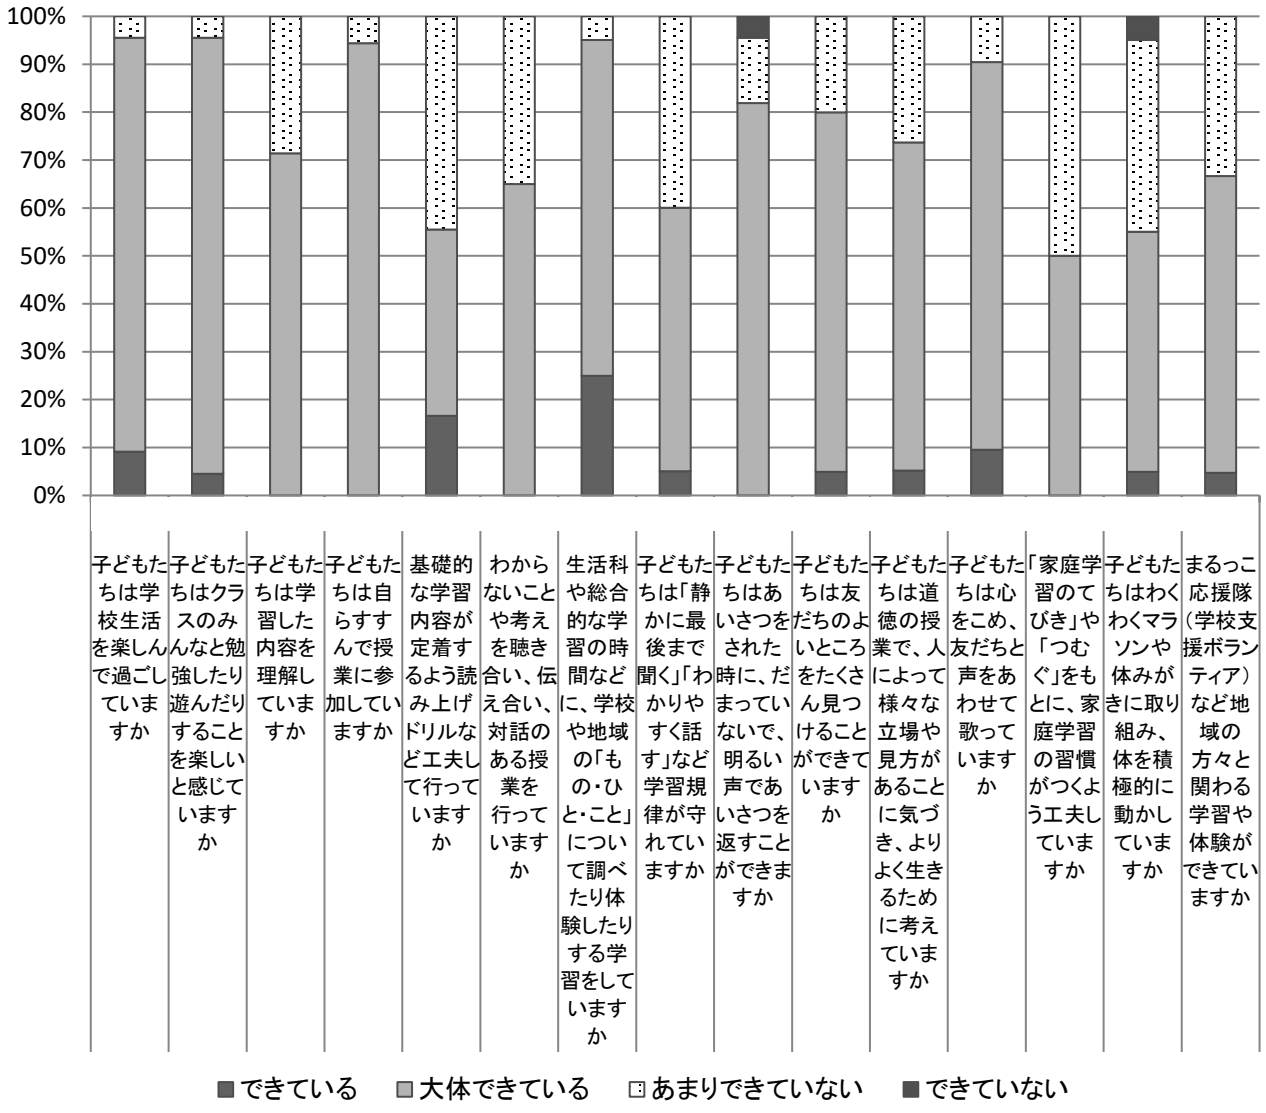 100%
90%
80%
70%
60%
50%
40%
30%
20%
10%
0%
子どもた
ちは学
校生活
を楽しん
で過ごし
ていま
すか
子どもた
ちはクラ
スのみ
んなと勉
強したり
遊んだり
すること
を楽しい
と感じて
います
か
子どもた
ちは学
習した
内容を
理解し
ていま
すか
子どもた
ちは自
らすす
んで授
業に参
加してい
ますか
基礎的
な学習
内容が
定着す
るよう読
み上げ
ドリルな
ど工夫し
て行って
います
か
わから
ないこと
や考え
を聴き
合い、伝
え合い、
対話の
ある授
業を
行って
います
か
生活科
や総合
的な学
習の時
間など
に、学校
や地域
の「も
の・ひ
と・こと」
につい
て調べ
たり体
験したり
する学
習をして
います
か
子どもた
ちは「静
かに最
後まで
聞く」「わ
かりや
すく話
す」など
学習規
律が守
れてい
ますか
子どもた
ちはあ
いさつを
された
時に、だ
まってい
ないで、
明るい
声であ
いさつを
返すこと
ができま
すか
子どもた
ちは友
だちのよ
いところ
をたくさ
ん見つ
けること
ができて
います
か
子どもた
ちは道
徳の授
業で、人
によって
様々な
立場や
見方が
あること
に気づ
き、より
よく生き
るため
に考え
ていま
すか
子どもた
ちは心
をこめ、
友だちと
声をあ
わせて
歌って
います
か
「家庭学
習のて
びき」や
「つむ
ぐ」をも
とに、家
庭学習
の習慣
がつくよ
う工夫し
ていま
すか
子どもた
ちはわく
わくマラ
ソンや
体みが
きに取り
組み、
体を積
極的に
動かし
ていま
すか
まるっこ
応援隊
（学校支
援ボラン
ティア）
など地
域の
方々と
関わる
学習や
体験が
できてい
ますか
できている
大体できている
あまりできていない
できていない